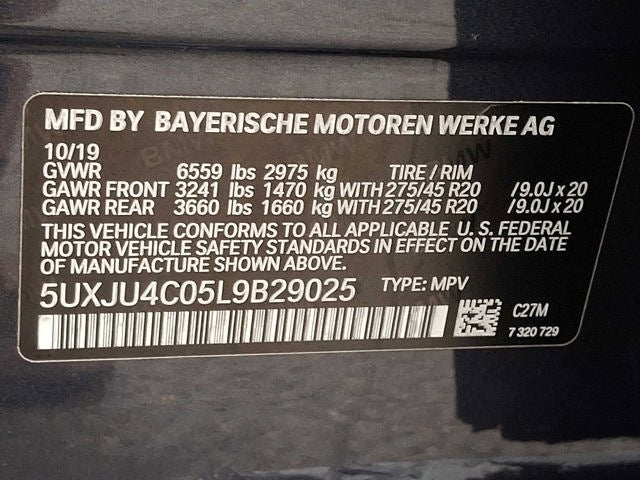 MFD BY BAYERISCHE MOTOREN WERKE AG
10/19
GVWR 6559 lbs 2975 kg TIRE / RIM
GAWR FRONT 3241 lbs 1470 kg WITH 275/45 R20 /9.0J x 20
GAWR REAR 3660 lbs 1660 kg WITH 275/45 R20 /9.0J x 20
THIS VEHICLE CONFORMS TO ALL APPLICABLE U. S. FEDERAL
MOTOR VEHICLE SAFETY STANDARDS IN EFFECT ON THE DATE
OF MANUFACTURE SHOWN ABOVE.
5UXJU4C05L9B29025 TYPE: MPV
C27M
7 320 729